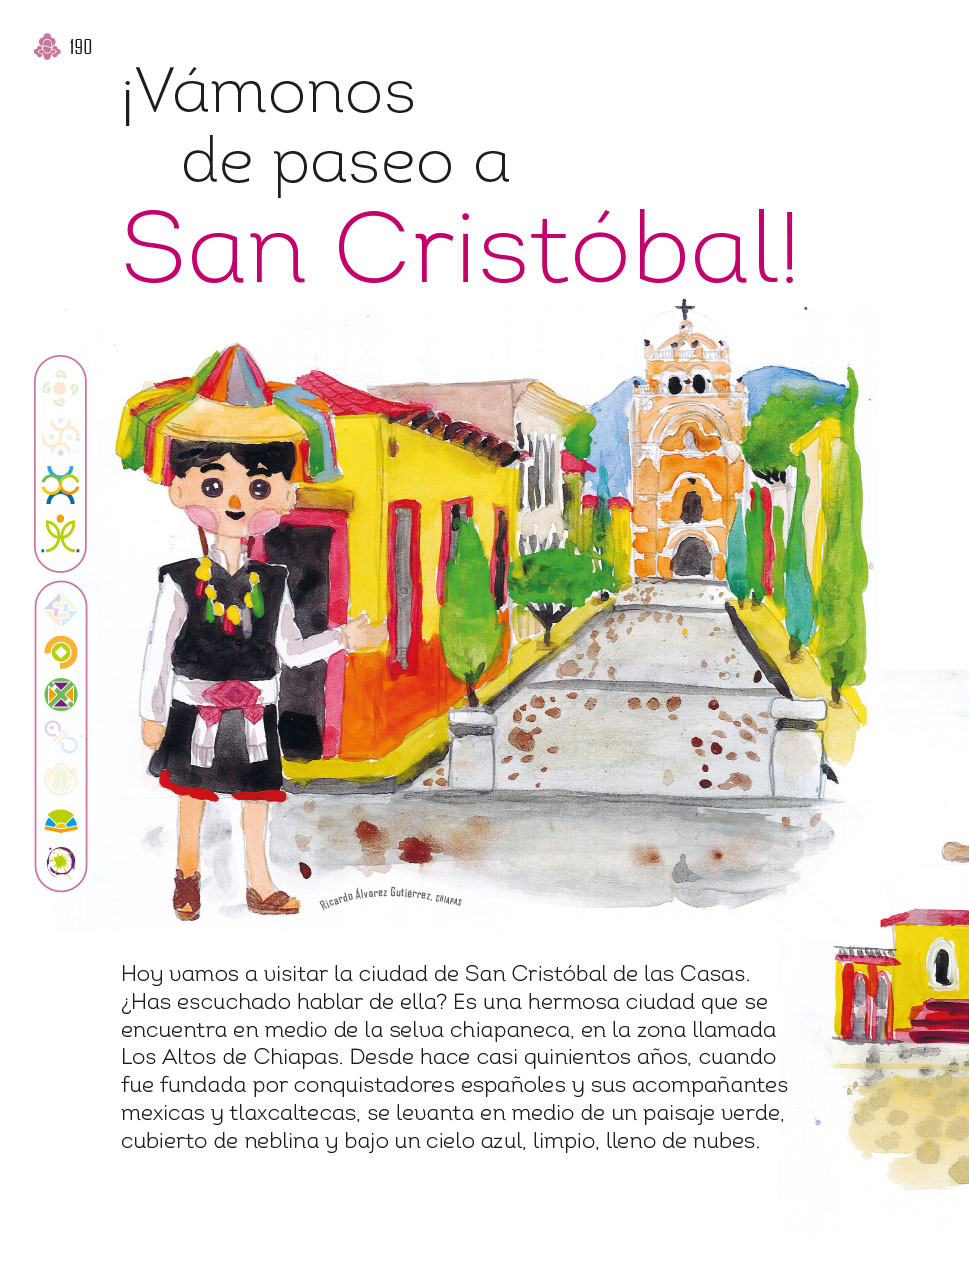 190
¡Vámonos
de paseo a
San Cristóbal!
Ricardo Álvarez Gutiérrez, CHIAPAS
Hoy vamos a visitar la ciudad de San Cristóbal de las Casas.
¿Has escuchado hablar de ella? Es una hermosa ciudad que se
encuentra en medio de la selva chiapaneca, en la zona llamada
Los Altos de Chiapas. Desde hace casi quinientos años, cuando
fue fundada por conquistadores españoles y sus acompañantes
mexicas y tlaxcaltecas, se levanta en medio de un paisaje verde,
cubierto de neblina y bajo un cielo azul, limpio, lleno de nubes.